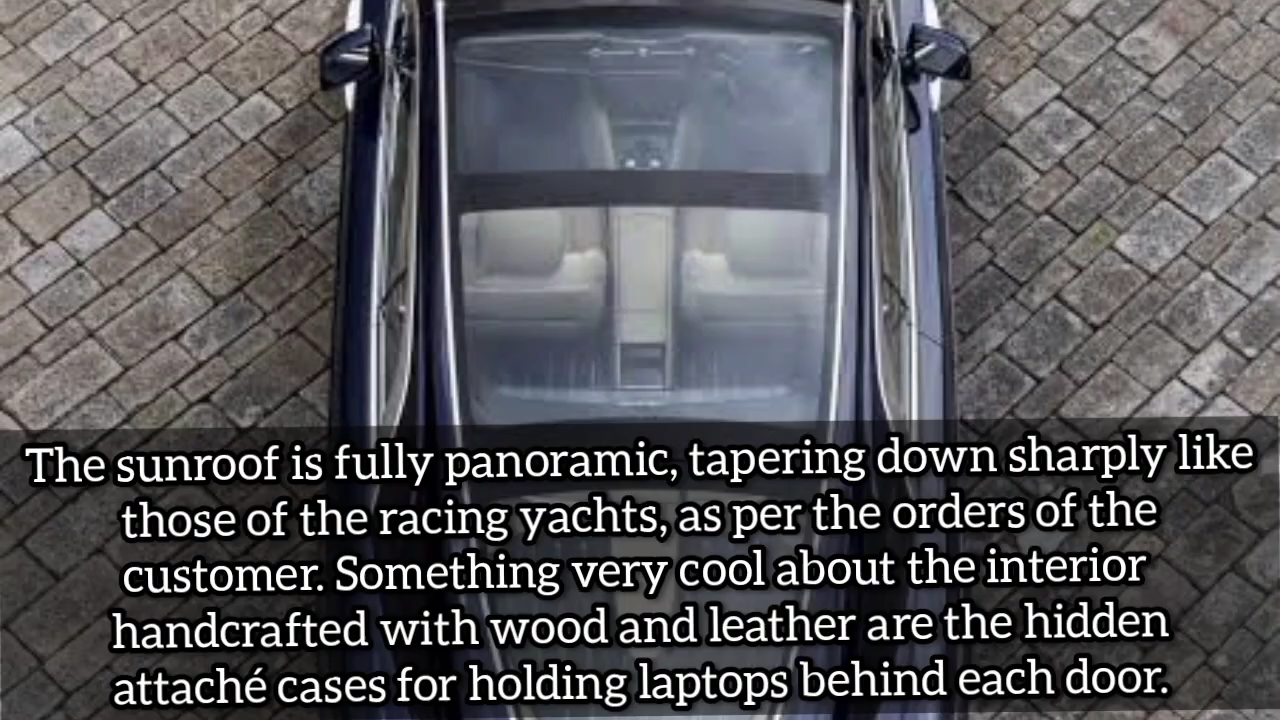 The sunroof is fully panoramic, tapering down sharply like
those of the racing yachts, as per the orders of the
customer. Something very cool about the interior
handcrafted with wood and leather are the hidden
attaché cases for holding laptops behind each door.